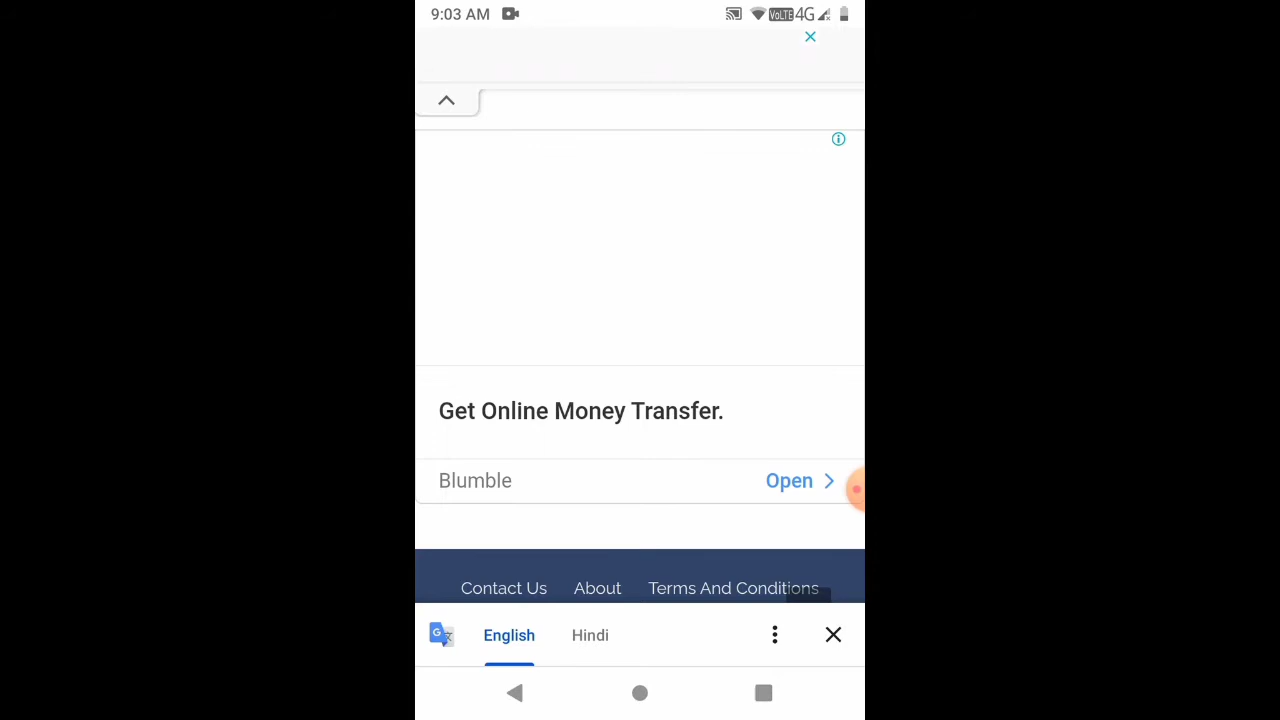 9:03 AM VoLTE 4G
Get Online Money Transfer.
Blumble Open
Contact Us About Terms And Conditions
G English Hindi